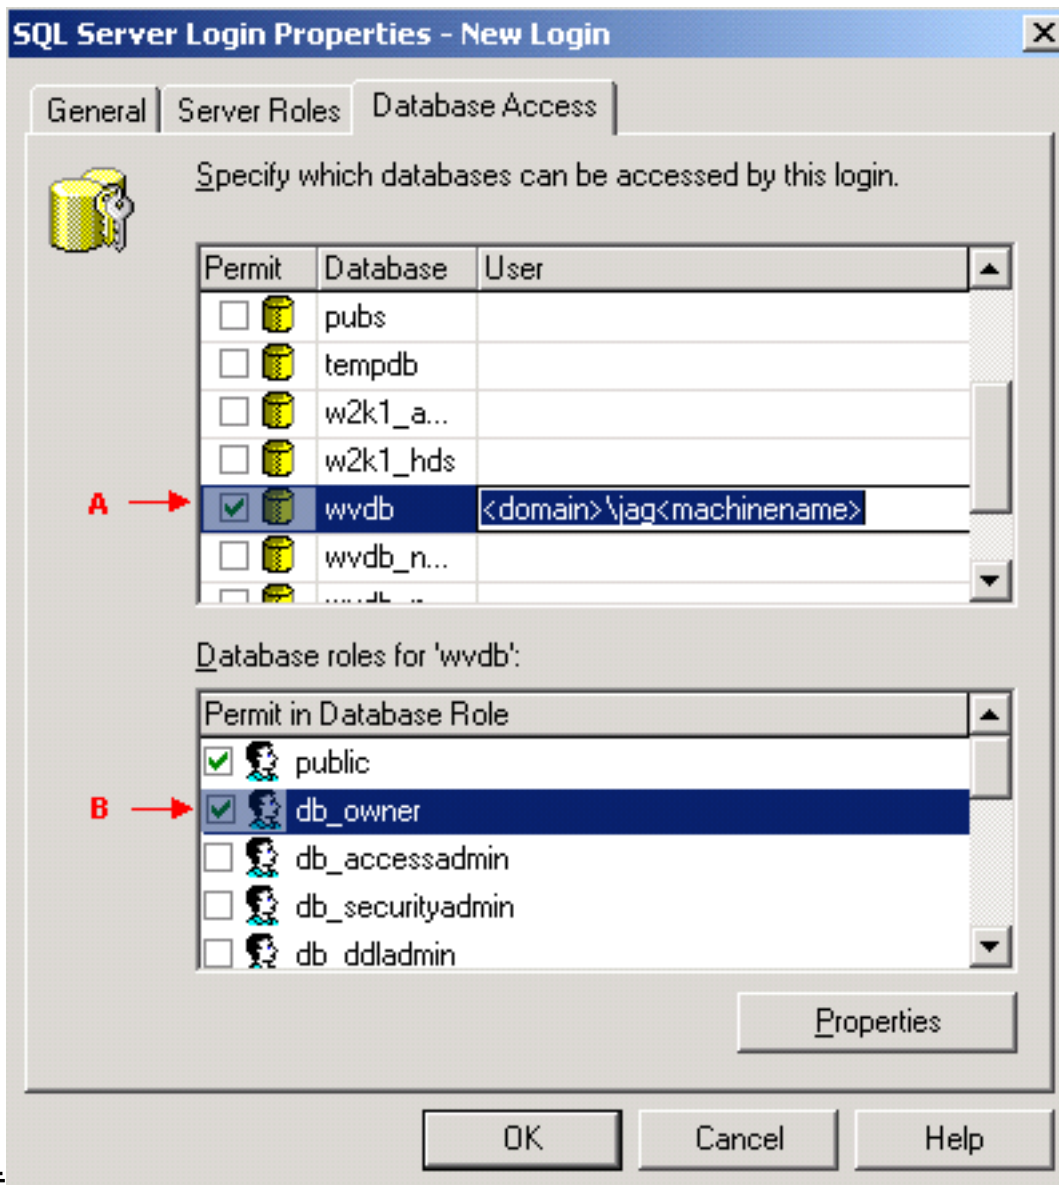 SQL Server Login Properties - New Login
General Server Roles Database Access
Specify which databases can be accessed by this login.
Permit Database User
pubs
tempdb
w2k1_a...
w2k1_hds
A wvdb <domain>\jag<machinename>
wvdb_n...
Database roles for 'wvdb':
Permit in Database Role
public
B db_owner
db_accessadmin
db_securityadmin
db_ddladmin
Properties
OK Cancel Help